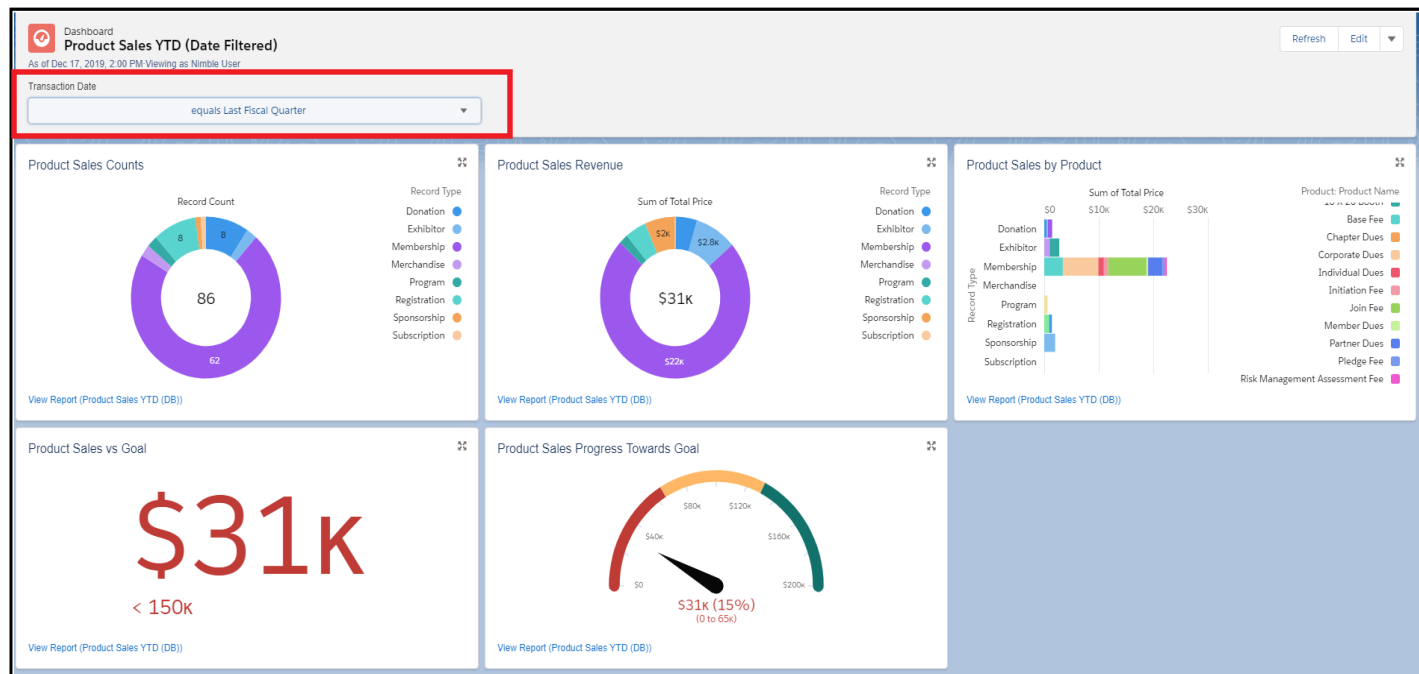 Dashboard
Product Sales YTD (Date Filtered)
As of Dec 17, 2019, 2:00 PM·Viewing as Nimble User
Refresh
Edit
Transaction Date
equals Last Fiscal Quarter
Product Sales Counts
Record Count
8
8
86
62
Record Type
Donation
Exhibitor
Membership
Merchandise
Program
Registration
Sponsorship
Subscription
View Report (Product Sales YTD (DB))
Product Sales Revenue
Sum of Total Price
$2K
$2.8K
$31K
$22K
Record Type
Donation
Exhibitor
Membership
Merchandise
Program
Registration
Sponsorship
Subscription
View Report (Product Sales YTD (DB))
Product Sales by Product
Sum of Total Price
$0 $10K $20K $30K
Record Type
Donation
Exhibitor
Membership
Merchandise
Program
Registration
Sponsorship
Subscription
Product: Product Name
Base Fee
Chapter Dues
Corporate Dues
Individual Dues
Initiation Fee
Join Fee
Member Dues
Partner Dues
Pledge Fee
Risk Management Assessment Fee
View Report (Product Sales YTD (DB))
Product Sales vs Goal
$31K
< 150K
View Report (Product Sales YTD (DB))
Product Sales Progress Towards Goal
$0
$40K
$80K
$120K
$160K
$200K
$31K (15%)
(0 to 65K)
View Report (Product Sales YTD (DB))